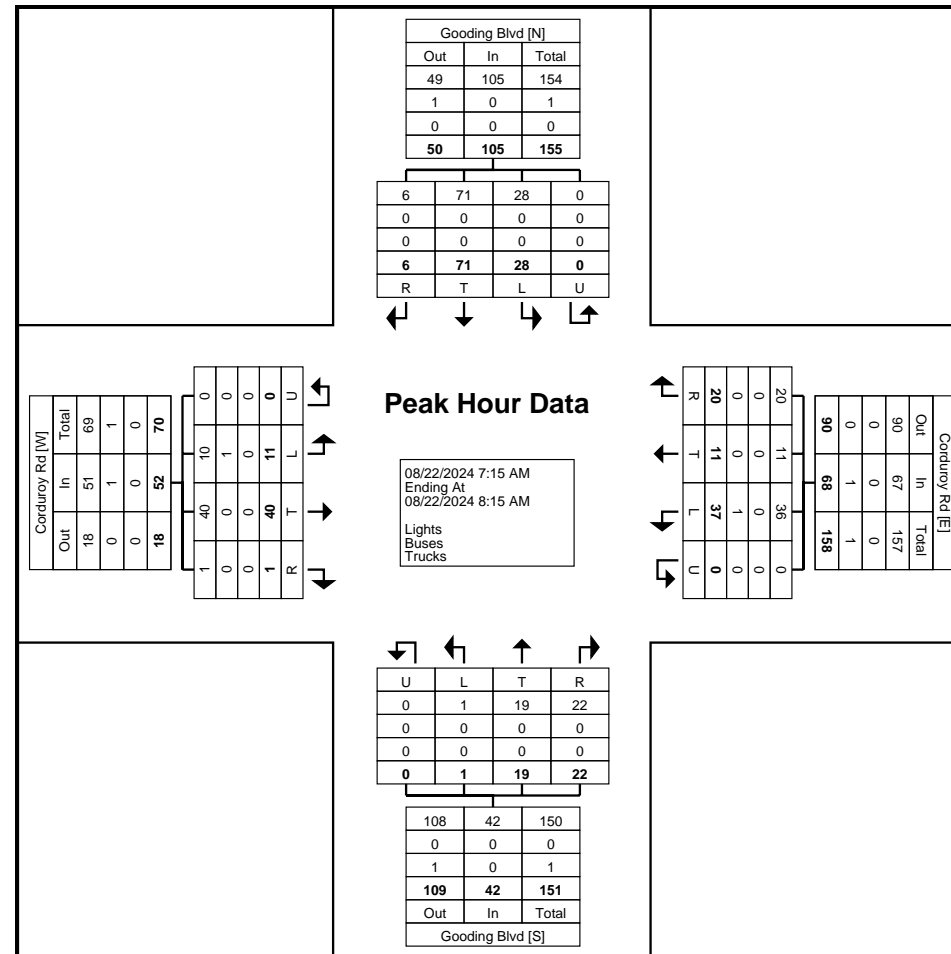 Gooding Blvd [N]
Out In Total
49 105 154
1 0 1
0 0 0
50 105 155
6 71 28 0
0 0 0 0
0 0 0 0
6 71 28 0
R T L U
Corduroy Rd [W]
Total 69 1 0 70
In 51 1 0 52
Out 18 0 0 18
0 0 0 0 U
10 1 0 11 L
40 0 0 40 T
1 0 0 1 R
Peak Hour Data
08/22/2024 7:15 AM
Ending At
08/22/2024 8:15 AM
Lights
Buses
Trucks
R 20 0 0 20
T 11 0 0 11
L 37 1 0 36
U 0 0 0 0
90 0 0 90 Out
68 1 0 67 In
158 1 0 157 Total
Corduroy Rd [E]
U L T R
0 1 19 22
0 0 0 0
0 0 0 0
0 1 19 22
108 42 150
0 0 0
1 0 1
109 42 151
Out In Total
Gooding Blvd [S]